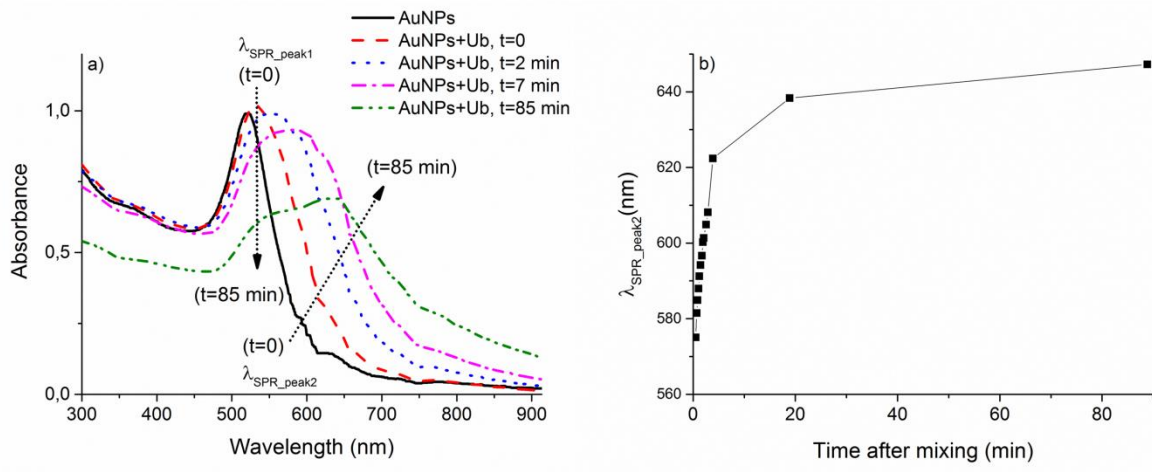 a)
AuNPs
AuNPs+Ub, t=0
AuNPs+Ub, t=2 min
AuNPs+Ub, t=7 min
AuNPs+Ub, t=85 min
λSPR_peak1
(t=0)
(t=85 min)
(t=85 min)
(t=0)
λSPR_peak2
Absorbance
1,0
0,5
0,0
300 400 500 600 700 800 900
Wavelength (nm)
b)
λSPR_peak2(nm)
640
620
600
580
560
0 20 40 60 80
Time after mixing (min)